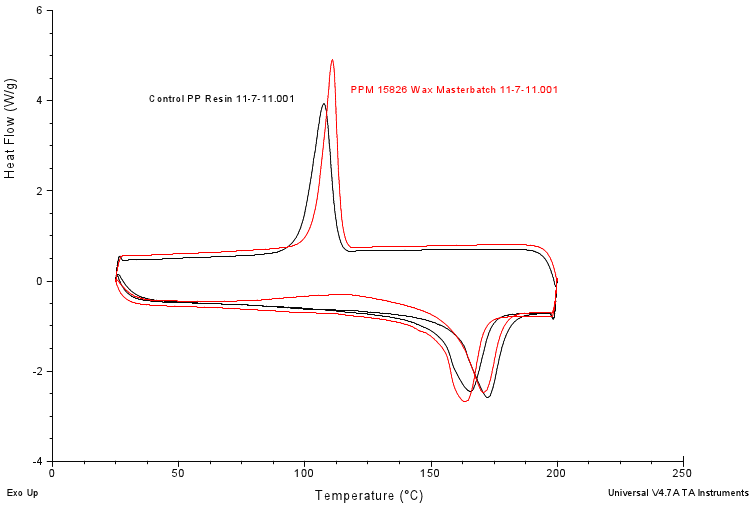 6
4
2
0
-2
-4
Heat Flow (W/g)
Control PP Resin 11-7-11.001
PPM 15826 Wax Masterbatch 11-7-11.001
0
50
100
150
200
250
Exo Up
Temperature (°C)
Universal V4.7A TA Instruments